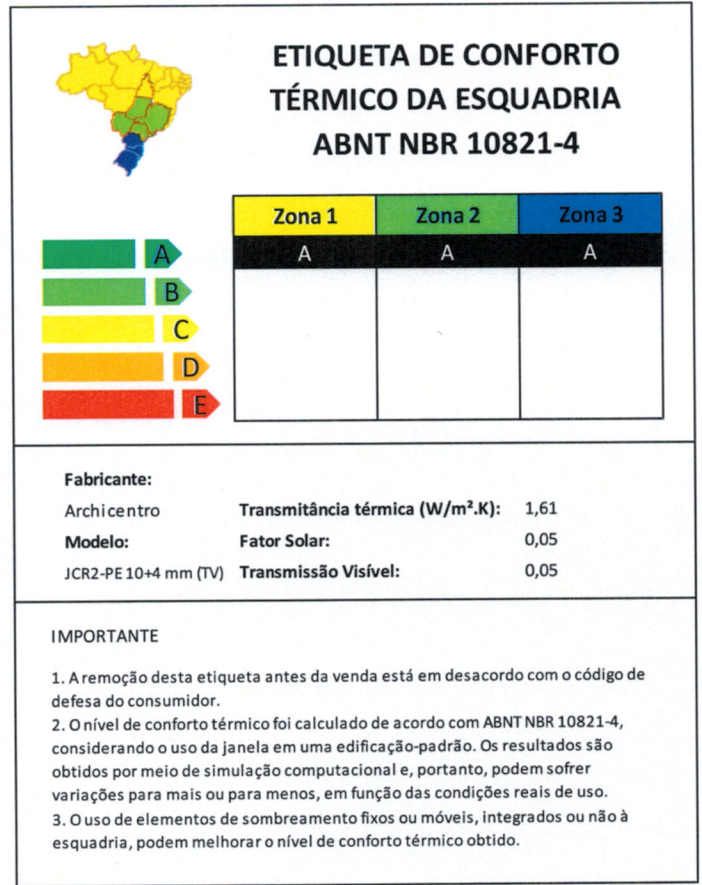 ETIQUETA DE CONFORTO
TÉRMICO DA ESQUADRIA
ABNT NBR 10821-4
Zona 1 Zona 2 Zona 3
A A A A
B
C
D
E
Fabricante:
Archicentro Transmitância térmica (W/m².K): 1,61
Modelo: Fator Solar: 0,05
JCR2-PE 10+4 mm (TV) Transmissão Visível: 0,05
IMPORTANTE
1. A remoção desta etiqueta antes da venda está em desacordo com o código de
defesa do consumidor.
2. O nível de conforto térmico foi calculado de acordo com ABNT NBR 10821-4,
considerando o uso da janela em uma edificação-padrão. Os resultados são
obtidos por meio de simulação computacional e, portanto, podem sofrer
variações para mais ou para menos, em função das condições reais de uso.
3. O uso de elementos de sombreamento fixos ou móveis, integrados ou não à
esquadria, podem melhorar o nível de conforto térmico obtido.